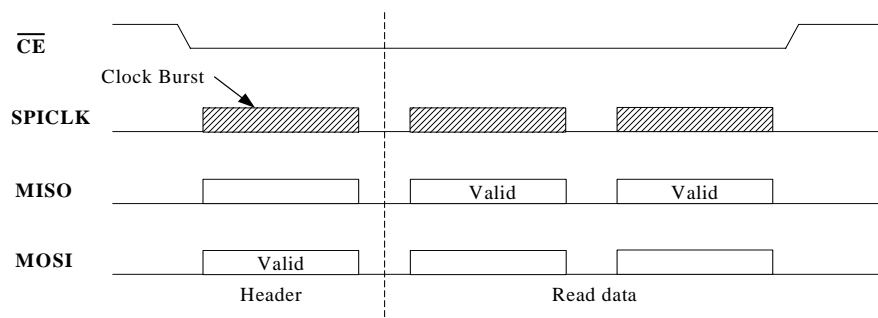 CE
Clock Burst
SPICLK
MISO
Valid
Valid
MOSI
Valid
Header
Read data